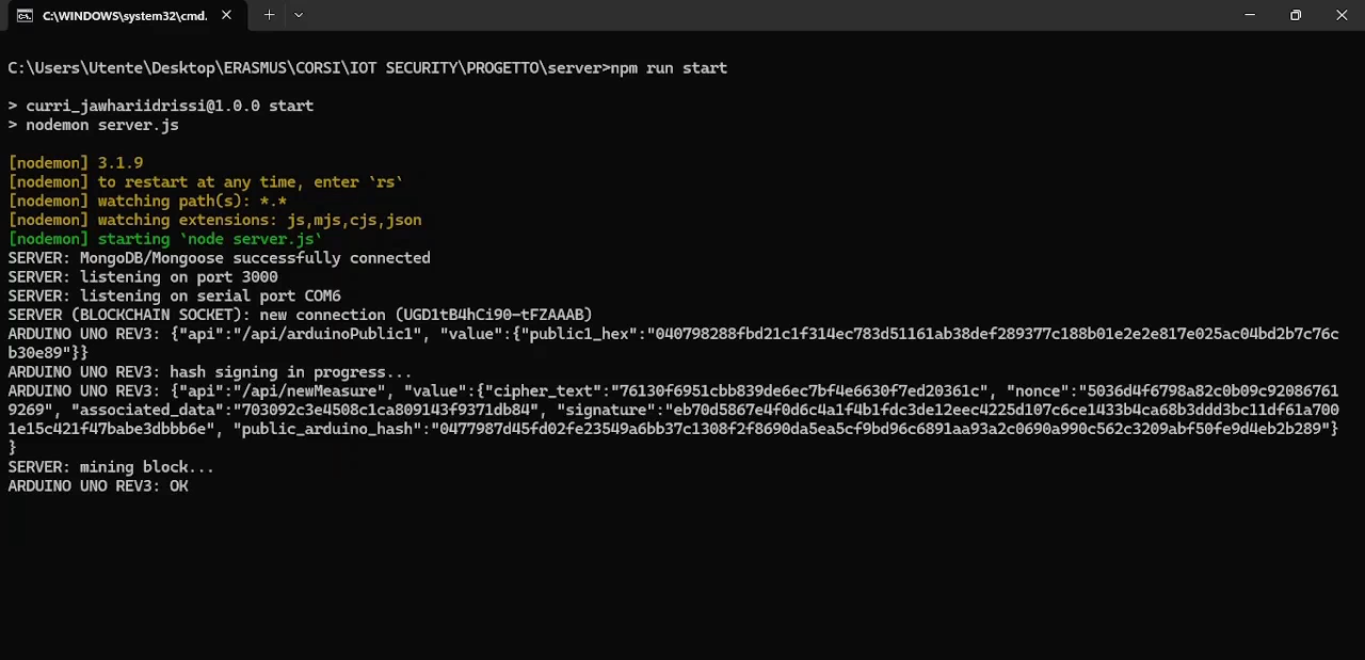 C:\WINDOWS\system32\cmd.
C:\Users\Utente\Desktop\ERASMUS\CORSI\IOT SECURITY\PROGETTO\server>npm run start
> curri_jawhariidrissi@1.0.0 start
> nodemon server.js
[nodemon] 3.1.9
[nodemon] to restart at any time, enter `rs`
[nodemon] watching path(s): *.*
[nodemon] watching extensions: js,mjs,cjs,json
[nodemon] starting `node server.js`
SERVER: MongoDB/Mongoose successfully connected
SERVER: listening on port 3000
SERVER: listening on serial port COM6
SERVER (BLOCKCHAIN SOCKET): new connection (UGD1tB4hCi90-tFZAAAB)
ARDUINO UNO REV3: {"api":"/api/arduinoPublic1", "value":{"public1_hex":"040798288fbd21c1f314ec783d51161ab38def289377c188b01e2e2e817e025ac04bd2b7c76c
b30e89"}}
ARDUINO UNO REV3: hash signing in progress...
ARDUINO UNO REV3: {"api":"/api/newMeasure", "value":{"cipher_text":"76130f6951cbb839de6ec7bf4e6630f7ed20361c", "nonce":"5036d4f6798a82c0b09c92086761
9269", "associated_data":"703092c3e4508c1ca809143f9371db84", "signature":"eb70d5867e4f0d6c4a1f4b1fdc3de12eec4225d107c6ce1433b4ca68b3ddd3bc11df61a700
1e15c421f47babe3dbbb6e", "public_arduino_hash":"0477987d45fd02fe23549a6bb37c1308f2f8690da5ea5cf9bd96c6891aa93a2c0690a990c562c3209abf50fe9d4eb2b289"}
}
SERVER: mining block...
ARDUINO UNO REV3: OK